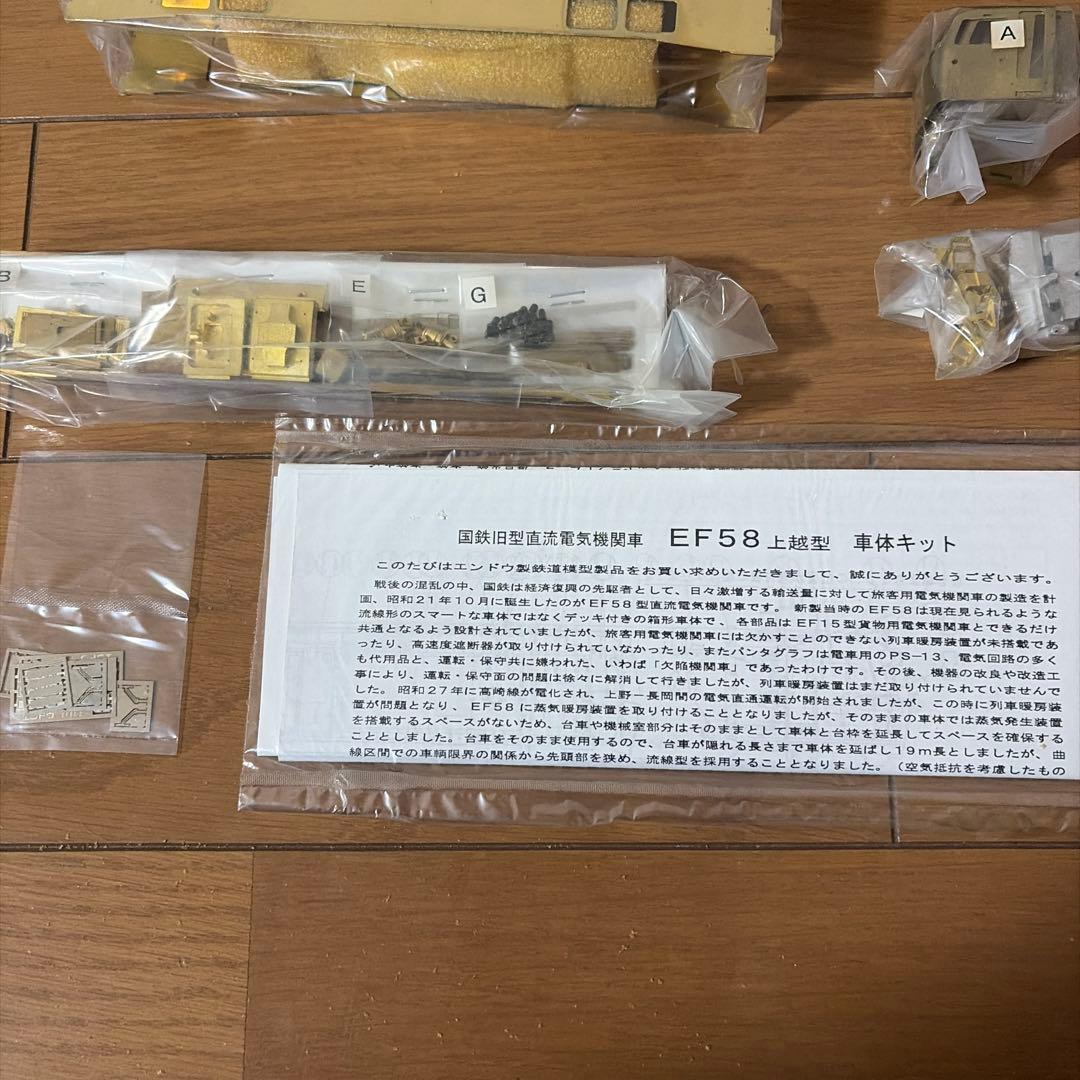 A
B
E
G
国鉄旧型直流電気機関車 EF58上越型 車体キット
このたびはエンドウ製鉄道模型製品をお買い求めいただきまして、誠にありがとうございます。
戦後の混乱の中、国鉄は経済復興の先駆者として、日々激増する輸送量に対して旅客用電気機関車の製造を計
画、昭和21年10月に誕生したのがEF58型直流電気機関車です。 新製当時のEF58は現在見られるような
流線形のスマートな車体ではなくデッキ付きの箱形車体で、各部品はEF15型貨物用電気機関車とできるだけ
共通となるよう設計されていましたが、旅客用電気機関車には欠かすことのできない列車暖房装置が未搭載であ
ったり、高速度遮断器が取り付けられていなかったり、またパンタグラフは電車用のPS-13、電気回路の多く
も代用品と、運転・保守共に嫌われた、いわば「欠陥機関車」であったわけです。その後、機器の改良や改造工
事により、運転・保守面の問題は徐々に解消して行きましたが、列車暖房装置はまだ取り付けられていませんで
した。 昭和27年に高崎線が電化され、上野ー長岡間の電気直通運転が開始されましたが、この時に列車暖房装
置が問題となり、EF58に蒸気暖房装置を取り付けることとなりましたが、そのままの車体では蒸気発生装置
を搭載するスペースがないため、台車や機械室部分はそのままとして車体と台枠を延長してスペースを確保する
こととしました。台車をそのまま使用するので、台車が隠れる長さまで車体を延ばし19m長としましたが、曲
線区間での車輌限界の関係から先頭部を狭め、流線型を採用することとなりました。（空気抵抗を考慮したもの